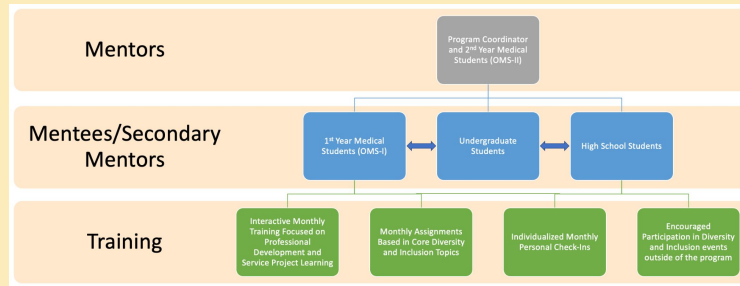 Mentors
Program Coordinator
and 2nd Year Medical
Students (OMS-II)
Mentees/Secondary
Mentors
1st Year Medical
Students (OMS-I)
Undergraduate
Students
High School Students
Training
Interactive Monthly
Training Focused on
Professional
Development and
Service Project Learning
Monthly Assignments
Based in Core Diversity
and Inclusion Topics
Individualized Monthly
Personal Check-Ins
Encouraged
Participation in Diversity
and Inclusion events
outside of the program